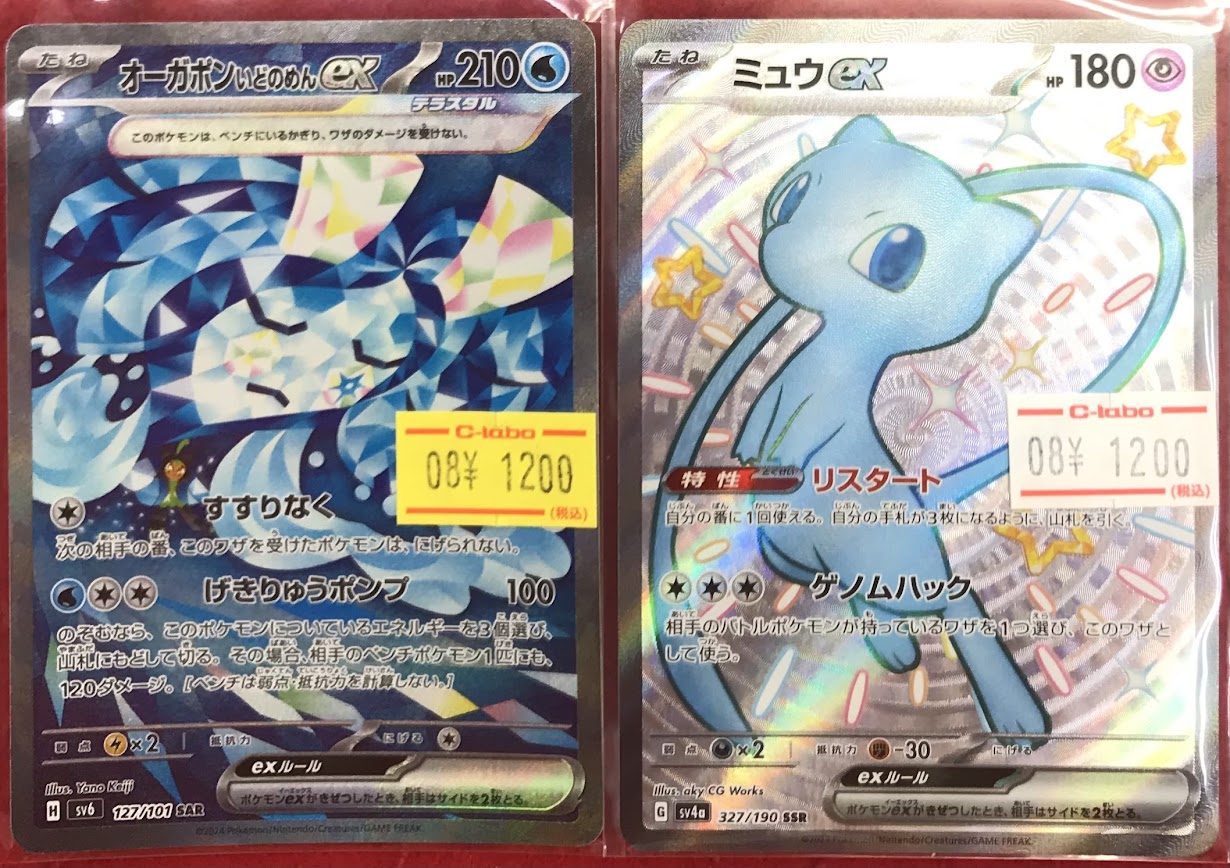 たね
オーガポン いどのめん ex
HP 210
テラスタル
このポケモンは、ベンチにいるかぎり、ワザのダメージを受けない。
C-labo
08¥ 1200
(税込)
すすりなく
次の相手の番、このワザを受けたポケモンは、にげられない。
げきりゅうポンプ 100
のぞむなら、このポケモンについているエネルギーを3個選び、
山札にもどして切る。その場合、相手のベンチポケモン1匹にも、
120ダメージ。[ベンチは弱点・抵抗力を計算しない。]
弱点 ×2 抵抗力 にげる
Illus. Yano Keiji
exルール
ポケモンexがきぜつしたとき、相手はサイドを2枚とる。
H sv6 127/101 SAR
©2024 Pokémon/Nintendo/Creatures/GAME FREAK.
たね
ミュウex
HP 180
C-labo
08¥ 1200
(税込)
特性 リスタート
自分の番に1回使える。自分の手札が3枚になるように、山札を引く。
ゲノムハック
相手のバトルポケモンが持っているワザを1つ選び、このワザと
して使う。
弱点 ×2 抵抗力 -30 にげる
Illus. aky CG Works
exルール
ポケモンexがきぜつしたとき、相手はサイドを2枚とる。
G sv4a 327/190 SSR
Nintendo/Creatures/GAME FREAK.